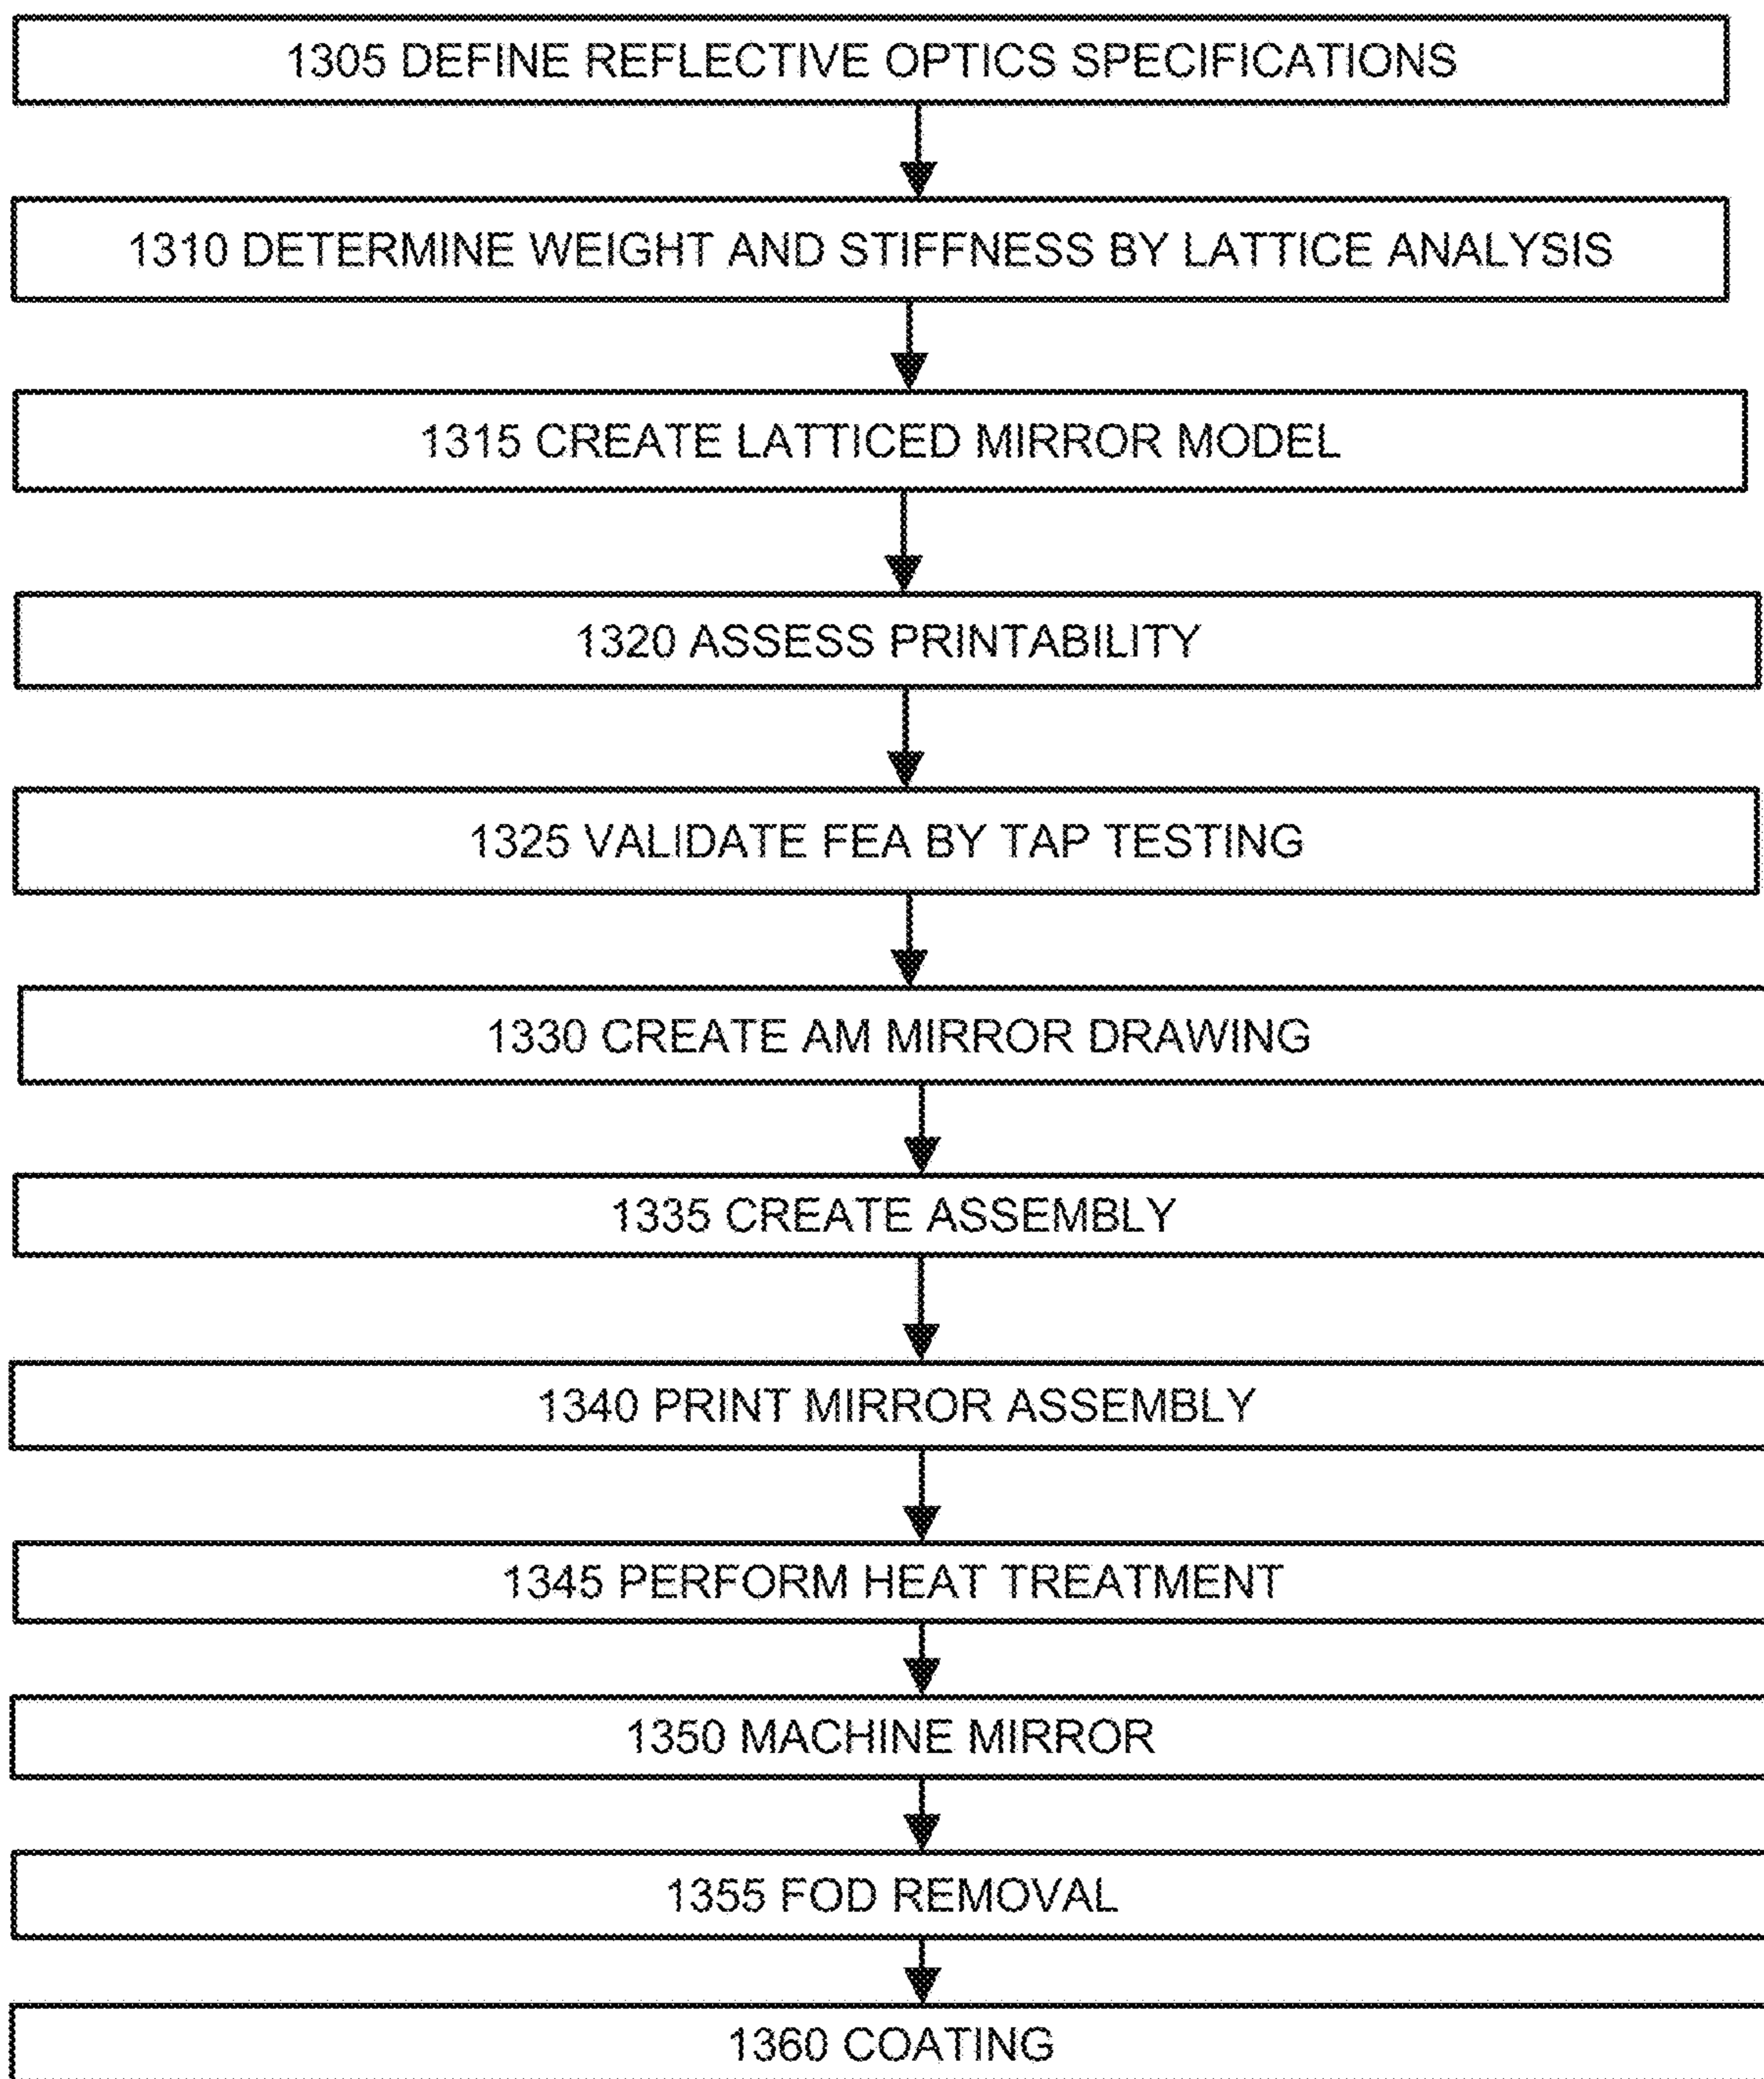 1305 DEFINE REFLECTIVE OPTICS SPECIFICATIONS
1310 DETERMINE WEIGHT AND STIFFNESS BY LATTICE ANALYSIS
1315 CREATE LATTICED MIRROR MODEL
1320 ASSESS PRINTABILITY
1325 VALIDATE FEA BY TAP TESTING
1330 CREATE AM MIRROR DRAWING
1335 CREATE ASSEMBLY
1340 PRINT MIRROR ASSEMBLY
1345 PERFORM HEAT TREATMENT
1350 MACHINE MIRROR
1355 FOD REMOVAL
1360 COATING